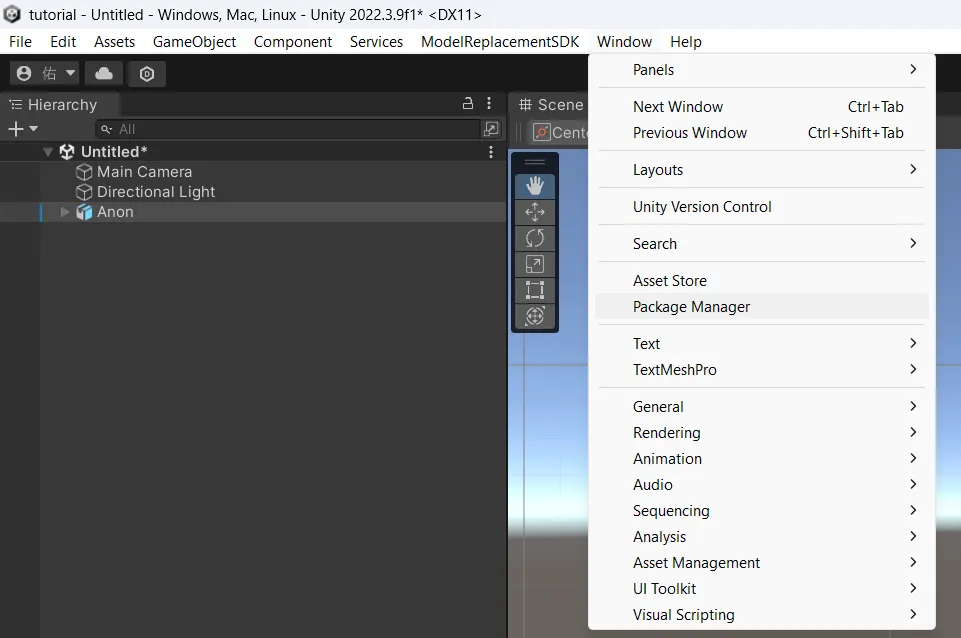 tutorial - Untitled - Windows, Mac, Linux - Unity 2022.3.9f1* <DX11>
File Edit Assets GameObject Component Services ModelReplacementSDK Window Help
佑
Hierarchy
All
Untitled*
Main Camera
Directional Light
Anon
Scene
Cente
Panels
Next Window Ctrl+Tab
Previous Window Ctrl+Shift+Tab
Layouts
Unity Version Control
Search
Asset Store
Package Manager
Text
TextMeshPro
General
Rendering
Animation
Audio
Sequencing
Analysis
Asset Management
UI Toolkit
Visual Scripting